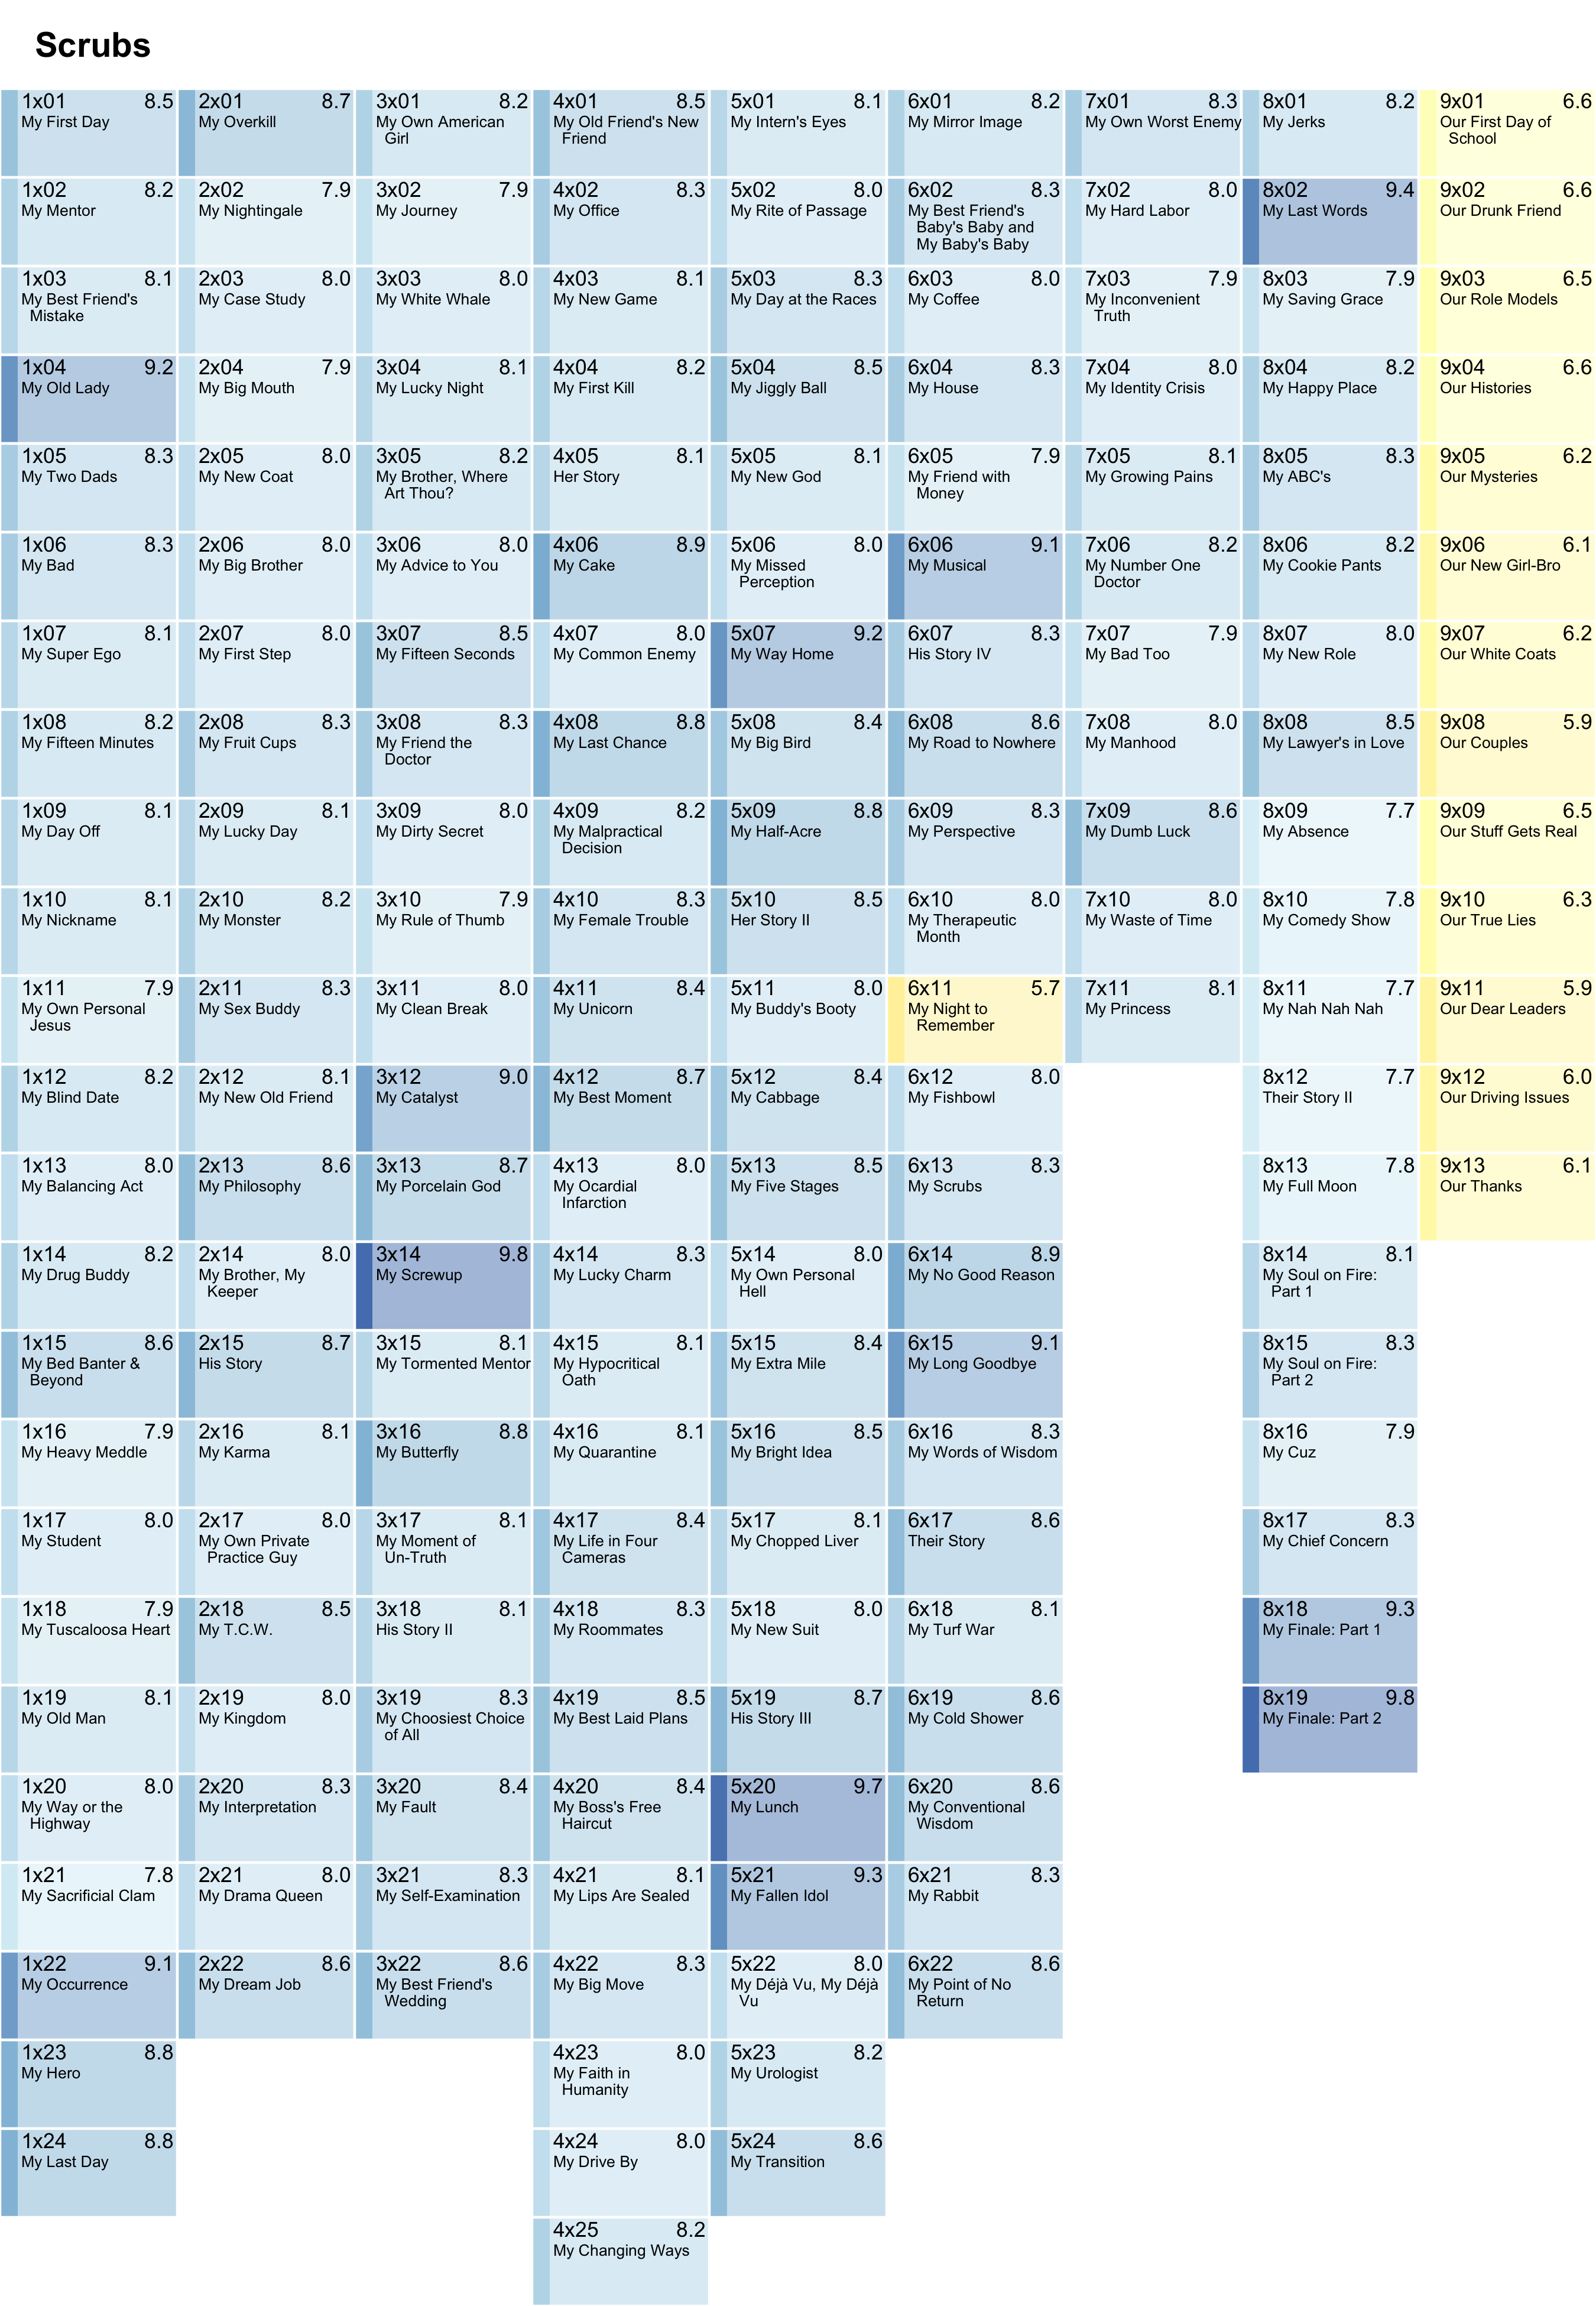 Scrubs
1x01 8.5
My First Day
2x01 8.7
My Overkill
3x01 8.2
My Own American
Girl
4x01 8.5
My Old Friend's New
Friend
5x01 8.1
My Intern's Eyes
6x01 8.2
My Mirror Image
7x01 8.3
My Own Worst Enemy
8x01 8.2
My Jerks
9x01 6.6
Our First Day of
School
1x02 8.2
My Mentor
2x02 7.9
My Nightingale
3x02 7.9
My Journey
4x02 8.3
My Office
5x02 8.0
My Rite of Passage
6x02 8.3
My Best Friend's
Baby's Baby and
My Baby's Baby
7x02 8.0
My Hard Labor
8x02 9.4
My Last Words
9x02 6.6
Our Drunk Friend
1x03 8.1
My Best Friend's
Mistake
2x03 8.0
My Case Study
3x03 8.0
My White Whale
4x03 8.1
My New Game
5x03 8.3
My Day at the Races
6x03 8.0
My Coffee
7x03 7.9
My Inconvenient
Truth
8x03 7.9
My Saving Grace
9x03 6.5
Our Role Models
1x04 9.2
My Old Lady
2x04 7.9
My Big Mouth
3x04 8.1
My Lucky Night
4x04 8.2
My First Kill
5x04 8.5
My Jiggly Ball
6x04 8.3
My House
7x04 8.0
My Identity Crisis
8x04 8.2
My Happy Place
9x04 6.6
Our Histories
1x05 8.3
My Two Dads
2x05 8.0
My New Coat
3x05 8.2
My Brother, Where
Art Thou?
4x05 8.1
Her Story
5x05 8.1
My New God
6x05 7.9
My Friend with
Money
7x05 8.1
My Growing Pains
8x05 8.3
My ABC's
9x05 6.2
Our Mysteries
1x06 8.3
My Bad
2x06 8.0
My Big Brother
3x06 8.0
My Advice to You
4x06 8.9
My Cake
5x06 8.0
My Missed
Perception
6x06 9.1
My Musical
7x06 8.2
My Number One
Doctor
8x06 8.2
My Cookie Pants
9x06 6.1
Our New Girl-Bro
1x07 8.1
My Super Ego
2x07 8.0
My First Step
3x07 8.5
My Fifteen Seconds
4x07 8.0
My Common Enemy
5x07 9.2
My Way Home
6x07 8.3
His Story IV
7x07 7.9
My Bad Too
8x07 8.0
My New Role
9x07 6.2
Our White Coats
1x08 8.2
My Fifteen Minutes
2x08 8.3
My Fruit Cups
3x08 8.3
My Friend the
Doctor
4x08 8.8
My Last Chance
5x08 8.4
My Big Bird
6x08 8.6
My Road to Nowhere
7x08 8.0
My Manhood
8x08 8.5
My Lawyer's in Love
9x08 5.9
Our Couples
1x09 8.1
My Day Off
2x09 8.1
My Lucky Day
3x09 8.0
My Dirty Secret
4x09 8.2
My Malpractical
Decision
5x09 8.8
My Half-Acre
6x09 8.3
My Perspective
7x09 8.6
My Dumb Luck
8x09 7.7
My Absence
9x09 6.5
Our Stuff Gets Real
1x10 8.1
My Nickname
2x10 8.2
My Monster
3x10 7.9
My Rule of Thumb
4x10 8.3
My Female Trouble
5x10 8.5
Her Story II
6x10 8.0
My Therapeutic
Month
7x10 8.0
My Waste of Time
8x10 7.8
My Comedy Show
9x10 6.3
Our True Lies
1x11 7.9
My Own Personal
Jesus
2x11 8.3
My Sex Buddy
3x11 8.0
My Clean Break
4x11 8.4
My Unicorn
5x11 8.0
My Buddy's Booty
6x11 5.7
My Night to
Remember
7x11 8.1
My Princess
8x11 7.7
My Nah Nah Nah
9x11 5.9
Our Dear Leaders
1x12 8.2
My Blind Date
2x12 8.1
My New Old Friend
3x12 9.0
My Catalyst
4x12 8.7
My Best Moment
5x12 8.4
My Cabbage
6x12 8.0
My Fishbowl
8x12 7.7
Their Story II
9x12 6.0
Our Driving Issues
1x13 8.0
My Balancing Act
2x13 8.6
My Philosophy
3x13 8.7
My Porcelain God
4x13 8.0
My Ocardial
Infarction
5x13 8.5
My Five Stages
6x13 8.3
My Scrubs
8x13 7.8
My Full Moon
9x13 6.1
Our Thanks
1x14 8.2
My Drug Buddy
2x14 8.0
My Brother, My
Keeper
3x14 9.8
My Screwup
4x14 8.3
My Lucky Charm
5x14 8.0
My Own Personal
Hell
6x14 8.9
My No Good Reason
8x14 8.1
My Soul on Fire:
Part 1
1x15 8.6
My Bed Banter &
Beyond
2x15 8.7
His Story
3x15 8.1
My Tormented Mentor
4x15 8.1
My Hypocritical
Oath
5x15 8.4
My Extra Mile
6x15 9.1
My Long Goodbye
8x15 8.3
My Soul on Fire:
Part 2
1x16 7.9
My Heavy Meddle
2x16 8.1
My Karma
3x16 8.8
My Butterfly
4x16 8.1
My Quarantine
5x16 8.5
My Bright Idea
6x16 8.3
My Words of Wisdom
8x16 7.9
My Cuz
1x17 8.0
My Student
2x17 8.0
My Own Private
Practice Guy
3x17 8.1
My Moment of
Un-Truth
4x17 8.4
My Life in Four
Cameras
5x17 8.1
My Chopped Liver
6x17 8.6
Their Story
8x17 8.3
My Chief Concern
1x18 7.9
My Tuscaloosa Heart
2x18 8.5
My T.C.W.
3x18 8.1
His Story II
4x18 8.3
My Roommates
5x18 8.0
My New Suit
6x18 8.1
My Turf War
8x18 9.3
My Finale: Part 1
1x19 8.1
My Old Man
2x19 8.0
My Kingdom
3x19 8.3
My Choosiest Choice
of All
4x19 8.5
My Best Laid Plans
5x19 8.7
His Story III
6x19 8.6
My Cold Shower
8x19 9.8
My Finale: Part 2
1x20 8.0
My Way or the
Highway
2x20 8.3
My Interpretation
3x20 8.4
My Fault
4x20 8.4
My Boss's Free
Haircut
5x20 9.7
My Lunch
6x20 8.6
My Conventional
Wisdom
1x21 7.8
My Sacrificial Clam
2x21 8.0
My Drama Queen
3x21 8.3
My Self-Examination
4x21 8.1
My Lips Are Sealed
5x21 9.3
My Fallen Idol
6x21 8.3
My Rabbit
1x22 9.1
My Occurrence
2x22 8.6
My Dream Job
3x22 8.6
My Best Friend's
Wedding
4x22 8.3
My Big Move
5x22 8.0
My Déjà Vu, My Déjà
Vu
6x22 8.6
My Point of No
Return
1x23 8.8
My Hero
4x23 8.0
My Faith in
Humanity
5x23 8.2
My Urologist
1x24 8.8
My Last Day
4x24 8.0
My Drive By
5x24 8.6
My Transition
4x25 8.2
My Changing Ways